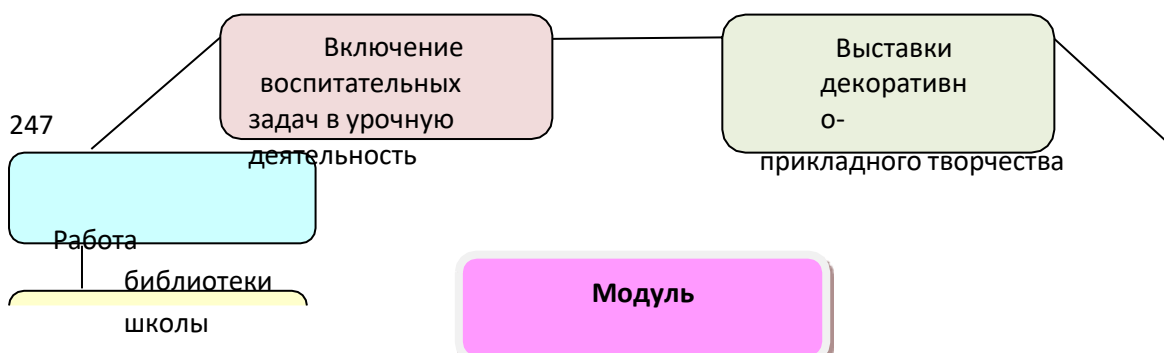 Включение
воспитательных
задач в урочную
деятельность
Выставки
декоративн
о-
прикладного творчества
247
Работа
библиотеки
школы
Модуль